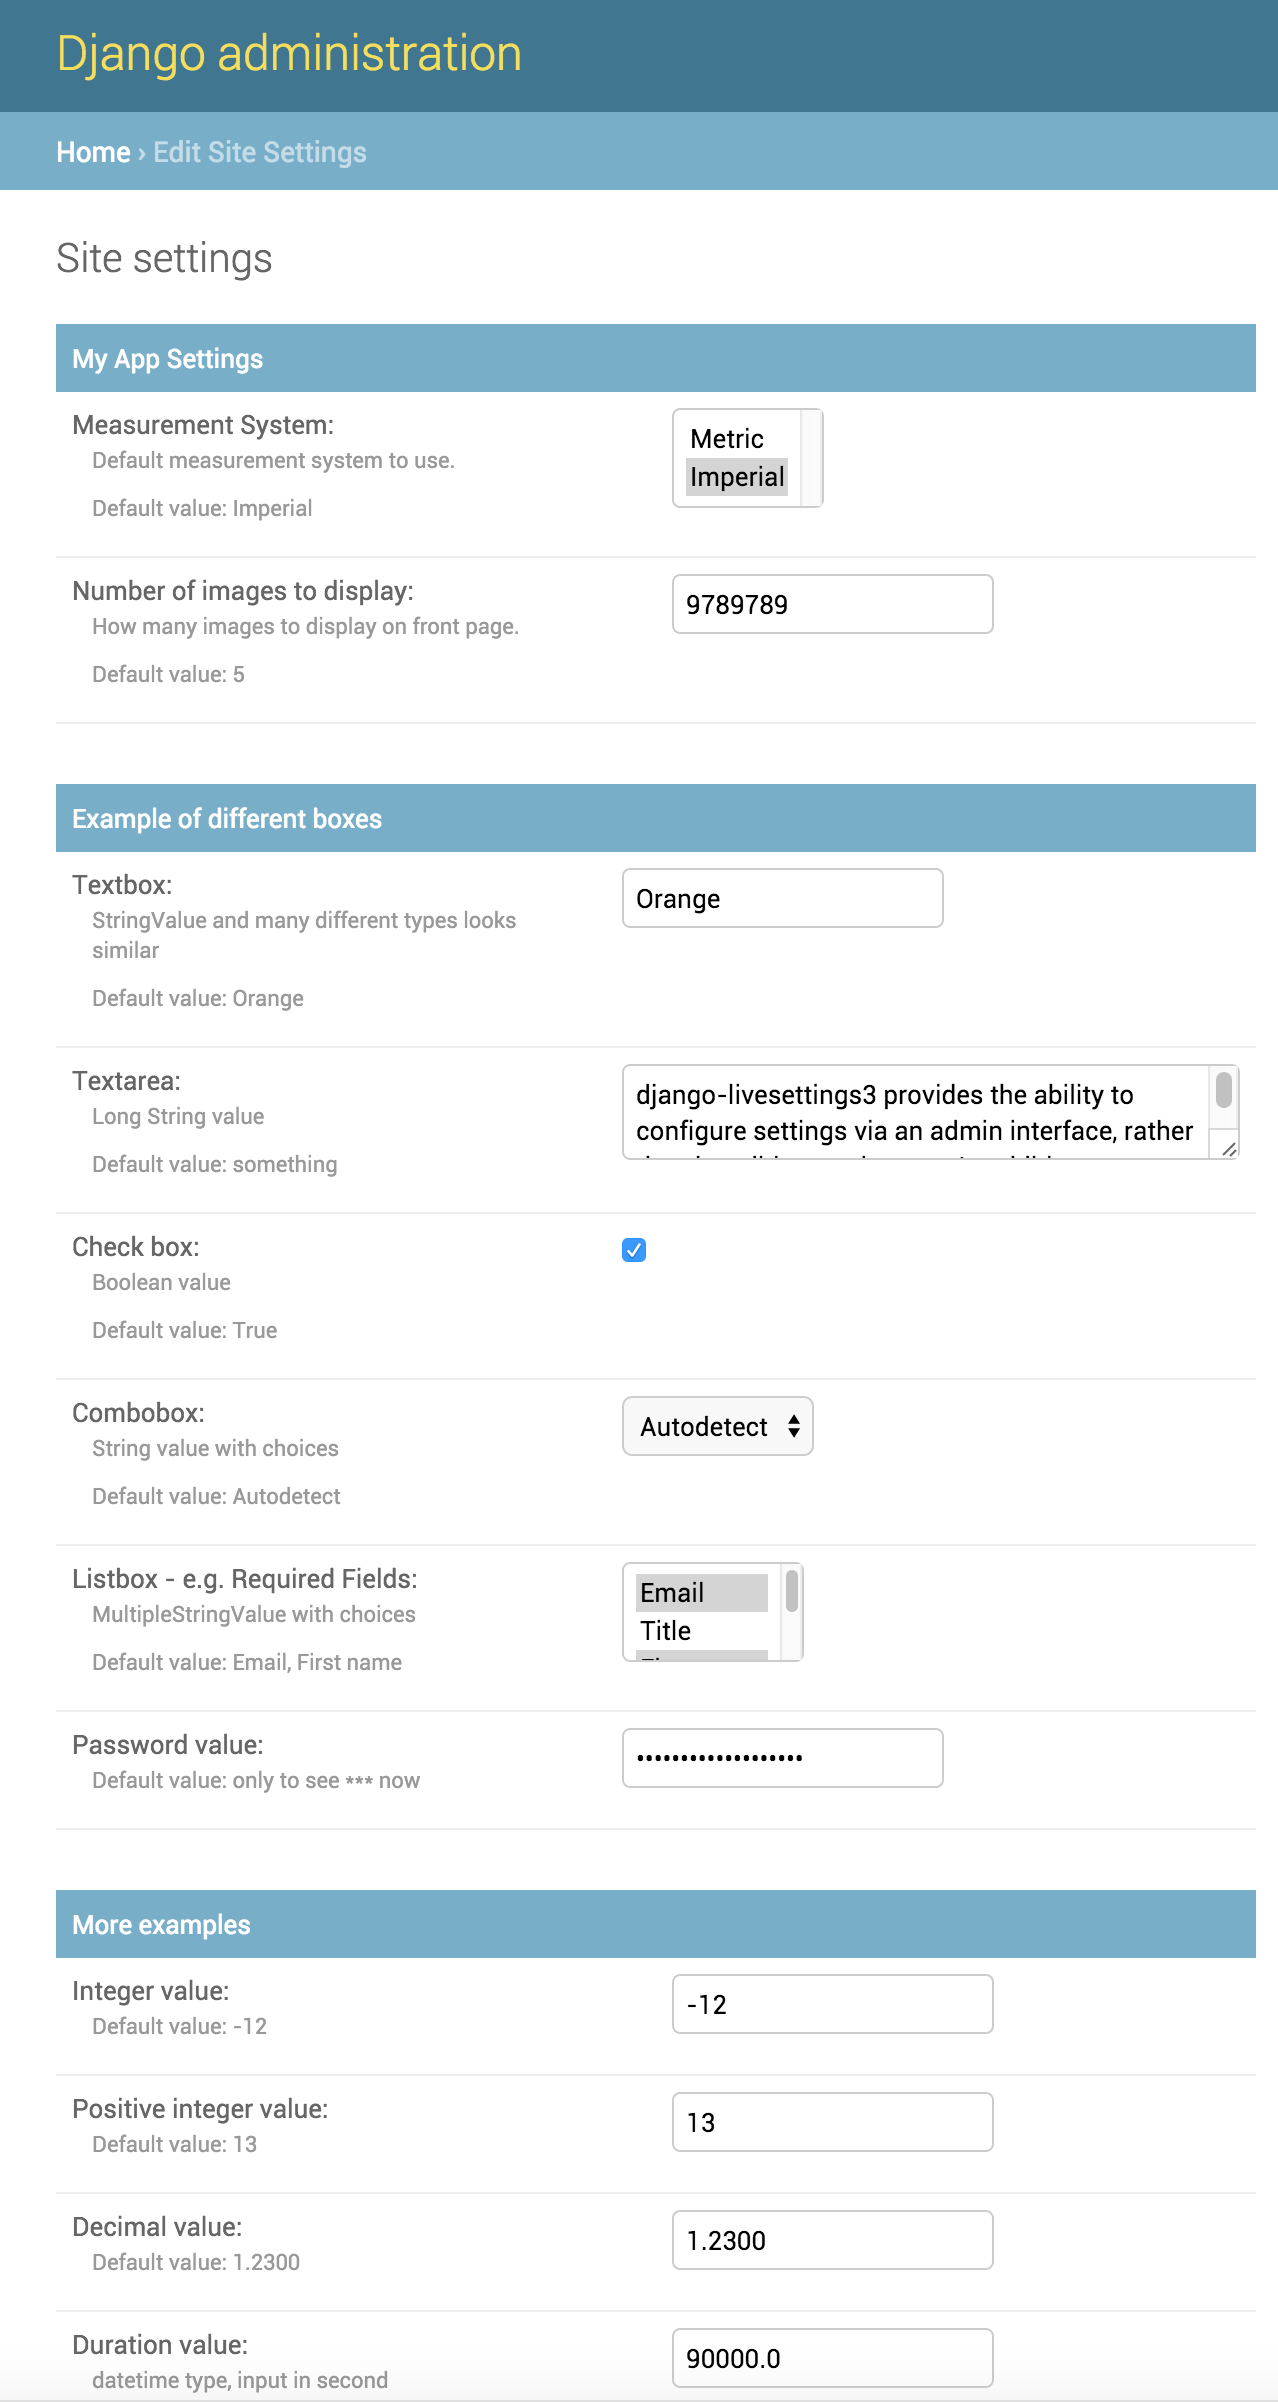 Django administration
Home › Edit Site Settings
Site settings
My App Settings
Measurement System:
Default measurement system to use.
Default value: Imperial
Metric
Imperial
Number of images to display:
How many images to display on front page.
Default value: 5
9789789
Example of different boxes
Textbox:
StringValue and many different types looks
similar
Default value: Orange
Orange
Textarea:
Long String value
Default value: something
django-livesettings3 provides the ability to
configure settings via an admin interface, rather
Check box:
Boolean value
Default value: True
Combobox:
String value with choices
Default value: Autodetect
Autodetect
Listbox - e.g. Required Fields:
MultipleStringValue with choices
Default value: Email, First name
Email
Title
Password value:
Default value: only to see *** now
•••••••••••••••••••
More examples
Integer value:
Default value: -12
-12
Positive integer value:
Default value: 13
13
Decimal value:
Default value: 1.2300
1.2300
Duration value:
datetime type, input in second
90000.0